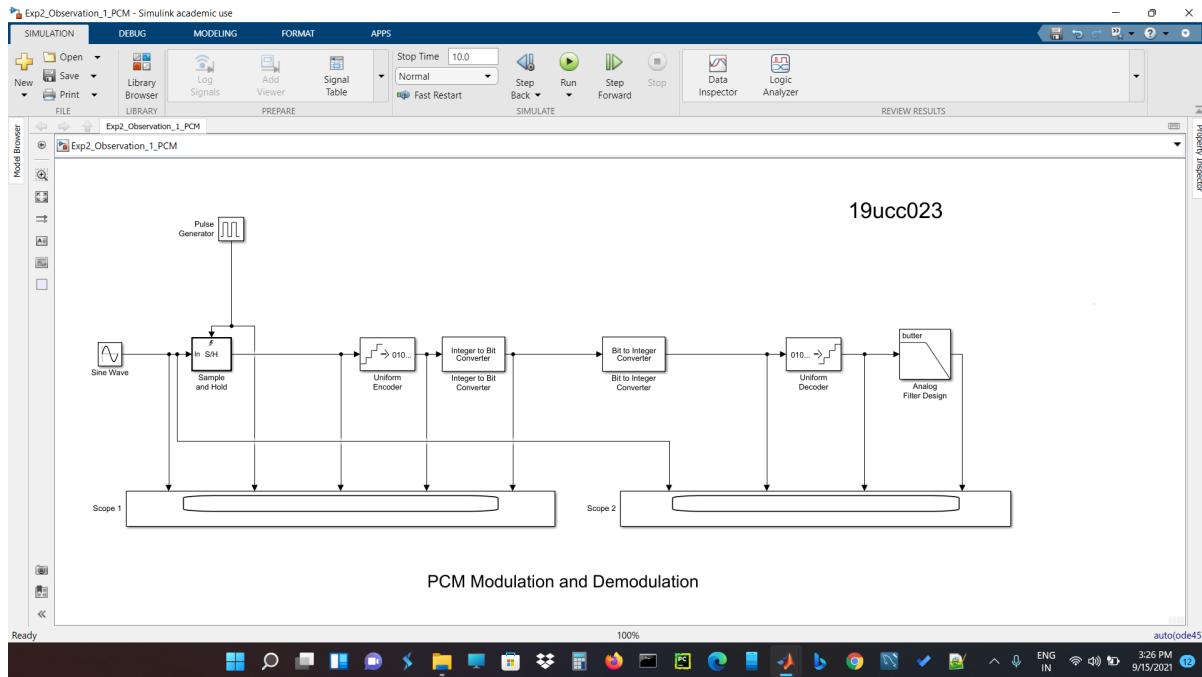 Exp2_Observation_1_PCM - Simulink academic use
SIMULATION DEBUG MODELING FORMAT APPS
New
Open
Save
Print
FILE
Library
Browser
LIBRARY
Log
Signals
Add
Viewer
Signal
Table
PREPARE
Stop Time 10.0
Normal
Fast Restart
Step
Back
Run
Step
Forward
Stop
SIMULATE
Data
Inspector
Logic
Analyzer
REVIEW RESULTS
Model Browser
Property Inspector
Exp2_Observation_1_PCM
Exp2_Observation_1_PCM
19ucc023
Pulse
Generator
Sine Wave
In S/H
Sample
and Hold
010...
Uniform
Encoder
Integer to Bit
Converter
Integer to Bit
Converter
Bit to Integer
Converter
Bit to Integer
Converter
010...
Uniform
Decoder
butter
Analog
Filter Design
Scope 1
Scope 2
PCM Modulation and Demodulation
Ready
100%
auto(ode45
ENG
IN
3:26 PM
9/15/2021
12